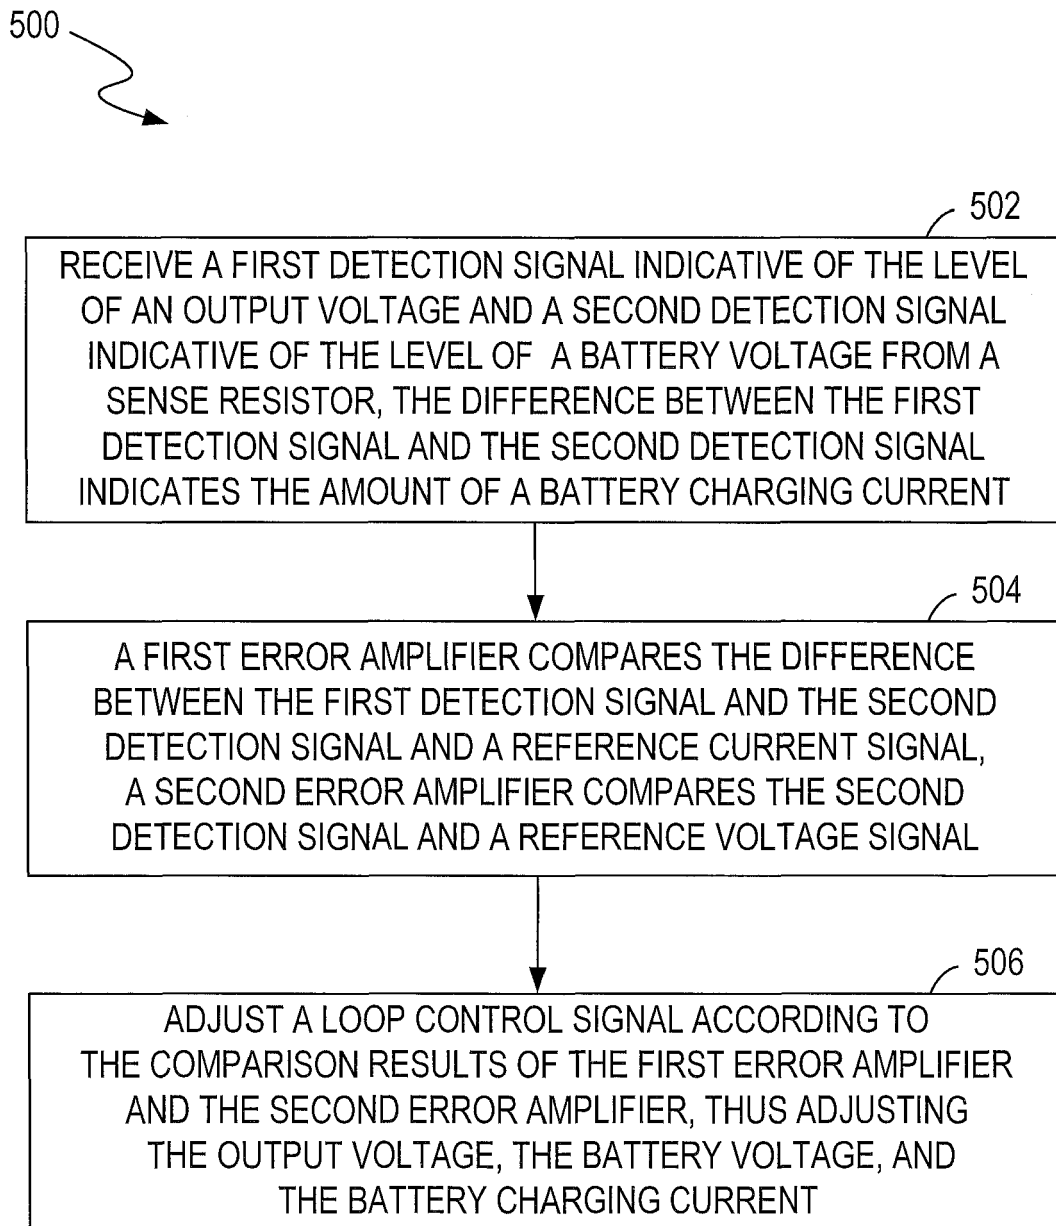 500
502
RECEIVE A FIRST DETECTION SIGNAL INDICATIVE OF THE LEVEL
OF AN OUTPUT VOLTAGE AND A SECOND DETECTION SIGNAL
INDICATIVE OF THE LEVEL OF A BATTERY VOLTAGE FROM A
SENSE RESISTOR, THE DIFFERENCE BETWEEN THE FIRST
DETECTION SIGNAL AND THE SECOND DETECTION SIGNAL
INDICATES THE AMOUNT OF A BATTERY CHARGING CURRENT
504
A FIRST ERROR AMPLIFIER COMPARES THE DIFFERENCE
BETWEEN THE FIRST DETECTION SIGNAL AND THE SECOND
DETECTION SIGNAL AND A REFERENCE CURRENT SIGNAL,
A SECOND ERROR AMPLIFIER COMPARES THE SECOND
DETECTION SIGNAL AND A REFERENCE VOLTAGE SIGNAL
506
ADJUST A LOOP CONTROL SIGNAL ACCORDING TO
THE COMPARISON RESULTS OF THE FIRST ERROR AMPLIFIER
AND THE SECOND ERROR AMPLIFIER, THUS ADJUSTING
THE OUTPUT VOLTAGE, THE BATTERY VOLTAGE, AND
THE BATTERY CHARGING CURRENT